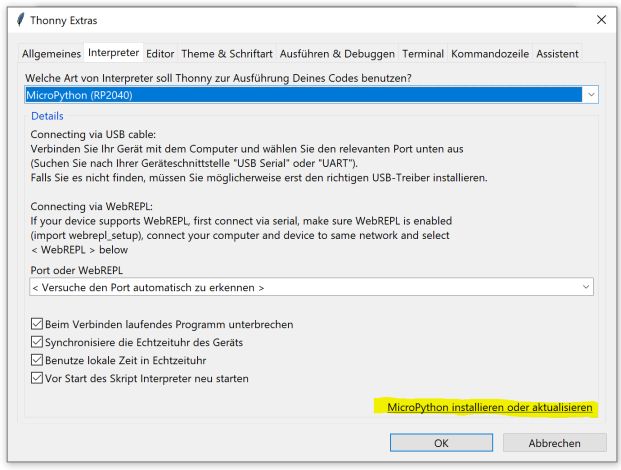 Thonny Extras
Allgemeines Interpreter Editor Theme & Schriftart Ausführen & Debuggen Terminal Kommandozeile Assistent
Welche Art von Interpreter soll Thonny zur Ausführung Deines Codes benutzen?
MicroPython (RP2040)
Details
Connecting via USB cable:
Verbinden Sie Ihr Gerät mit dem Computer und wählen Sie den relevanten Port unten aus
(Suchen Sie nach Ihrer Geräteschnittstelle "USB Serial" oder "UART").
Falls Sie es nicht finden, müssen Sie möglicherweise erst den richtigen USB-Treiber installieren.
Connecting via WebREPL:
If your device supports WebREPL, first connect via serial, make sure WebREPL is enabled
(import webrepl_setup), connect your computer and device to same network and select
< WebREPL > below
Port oder WebREPL
< Versuche den Port automatisch zu erkennen >
Beim Verbinden laufendes Programm unterbrechen
Synchronisiere die Echtzeituhr des Geräts
Benutze lokale Zeit in Echtzeituhr
Vor Start des Skript Interpreter neu starten
MicroPython installieren oder aktualisieren
OK Abbrechen